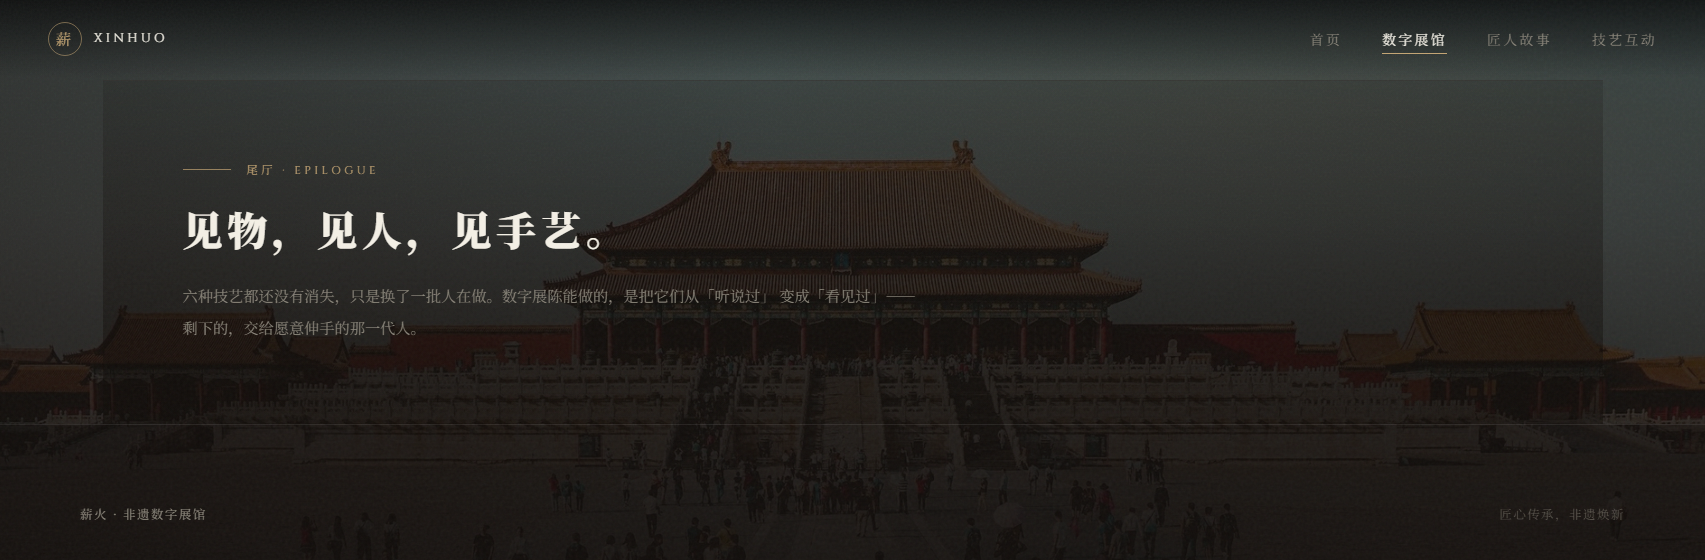 薪 XINHUO
首页 数字展馆 匠人故事 技艺互动
尾厅 · EPILOGUE
见物，见人，见手艺。
六种技艺都还没有消失，只是换了一批人在做。数字展陈能做的，是把它们从「听说过」变成「看见过」——
剩下的，交给愿意伸手的那一代人。
薪火 · 非遗数字展馆
匠心传承，非遗焕新